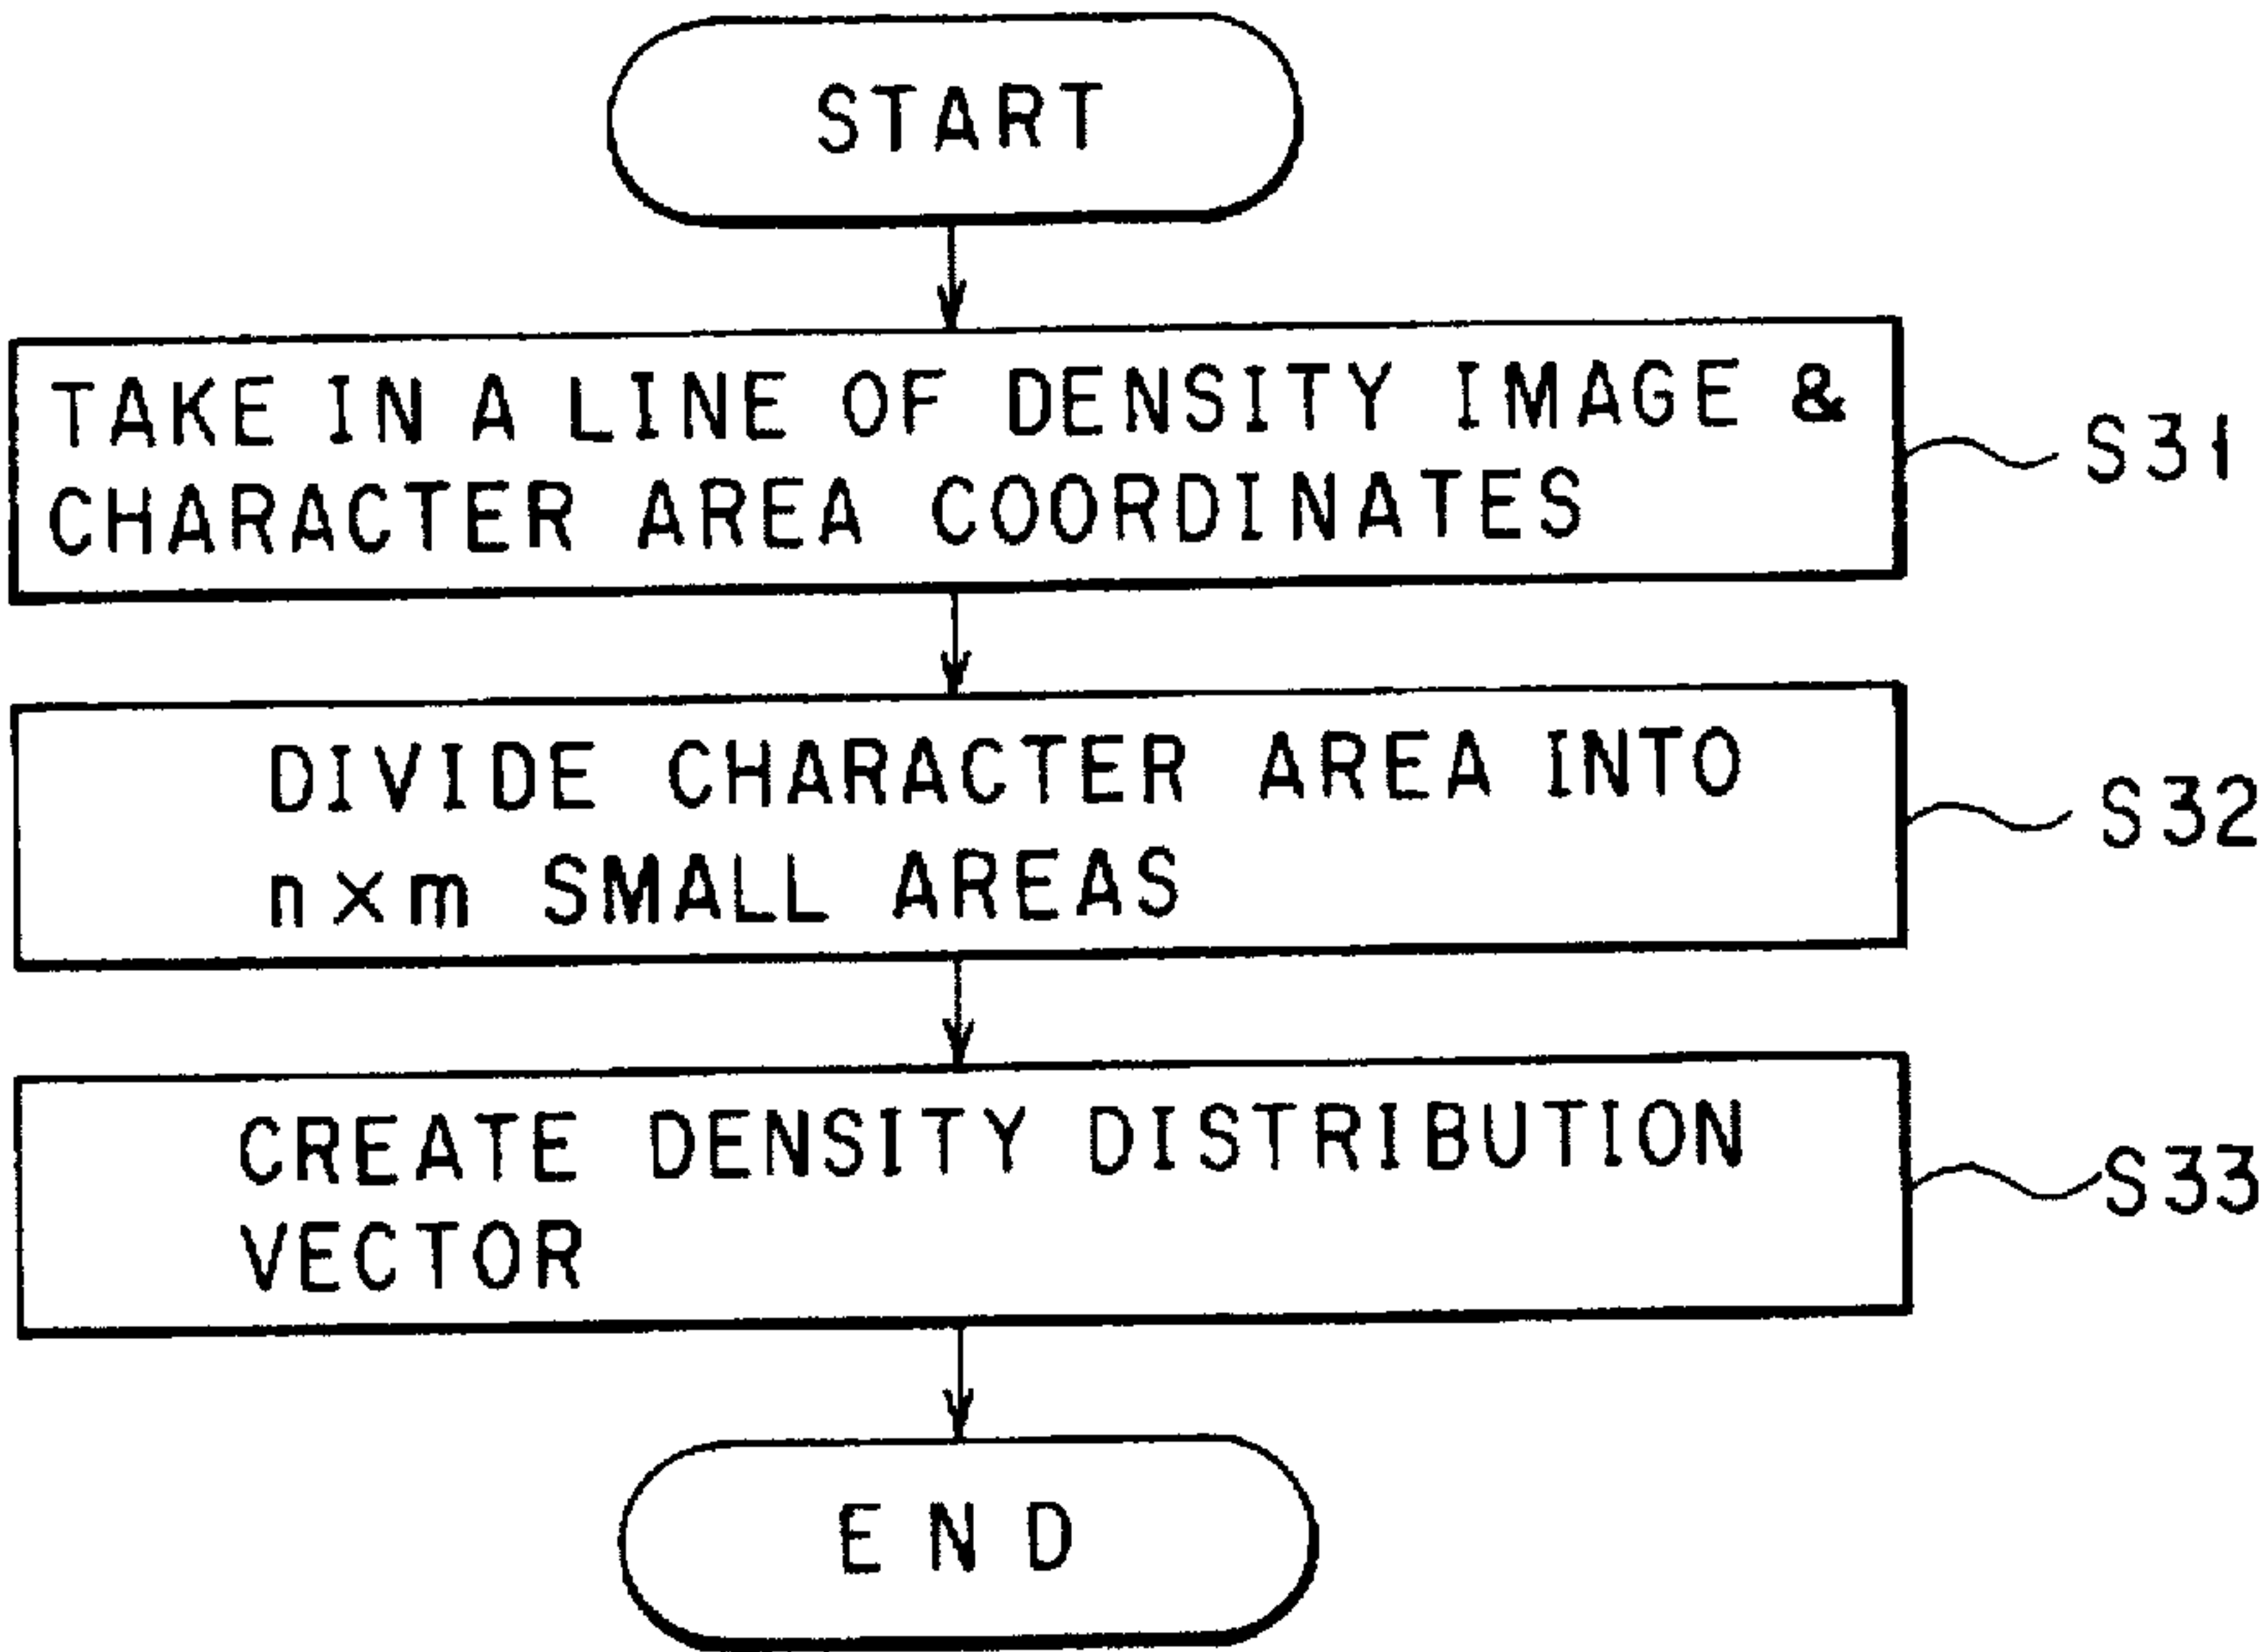 START
TAKE IN A LINE OF DENSITY IMAGE &
CHARACTER AREA COORDINATES
S31
DIVIDE CHARACTER AREA INTO
n×m SMALL AREAS
S32
CREATE DENSITY DISTRIBUTION
VECTOR
S33
END